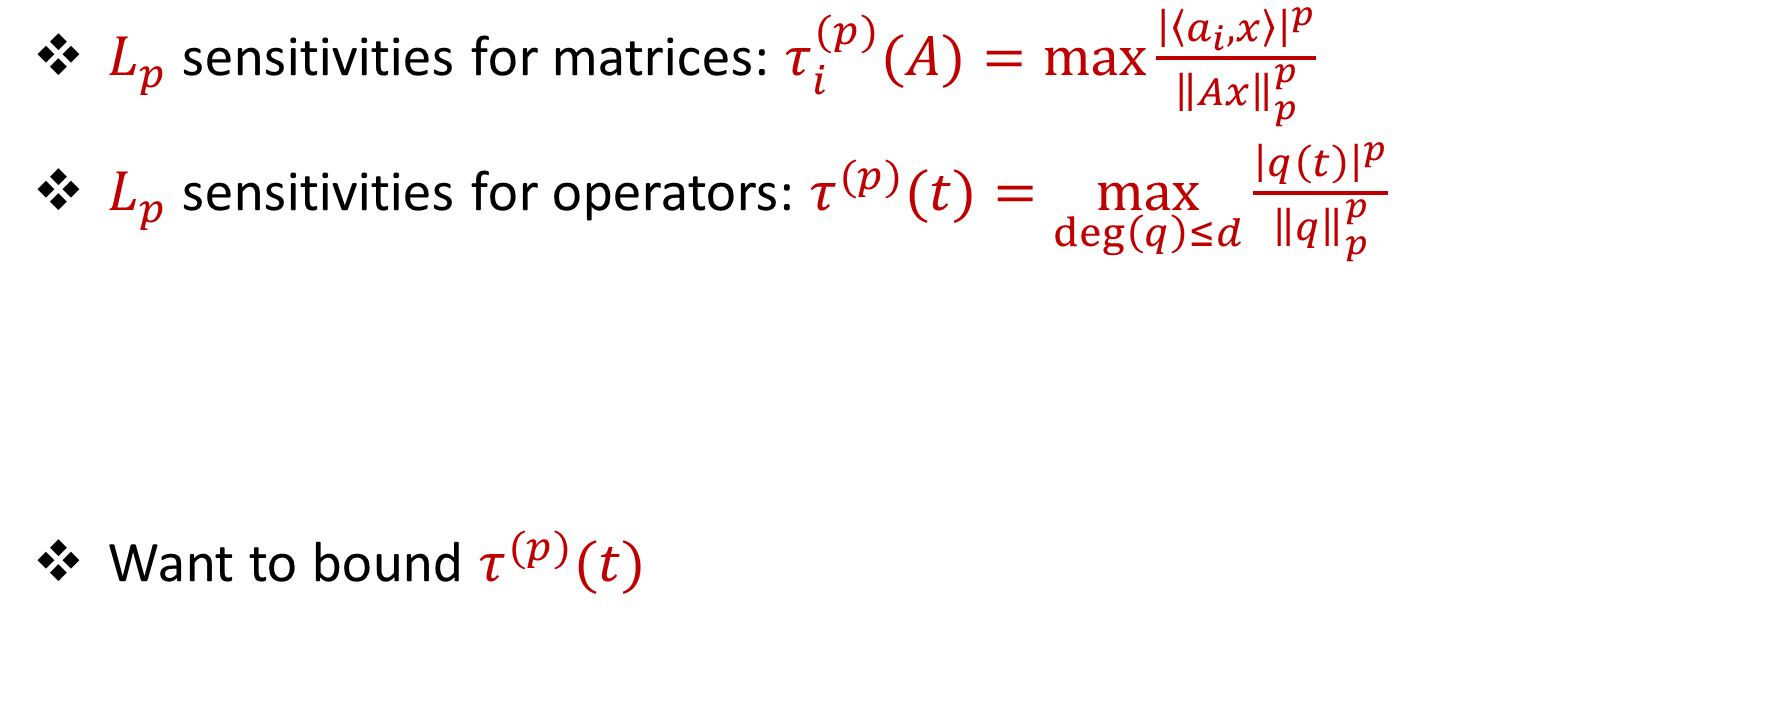 ❖ L_p sensitivities for matrices: τ_i^{(p)}(A) = max |⟨a_i,x⟩|^p / ‖Ax‖_p^p
❖ L_p sensitivities for operators: τ^{(p)}(t) = max_{deg(q)≤d} |q(t)|^p / ‖q‖_p^p
❖ Want to bound τ^{(p)}(t)